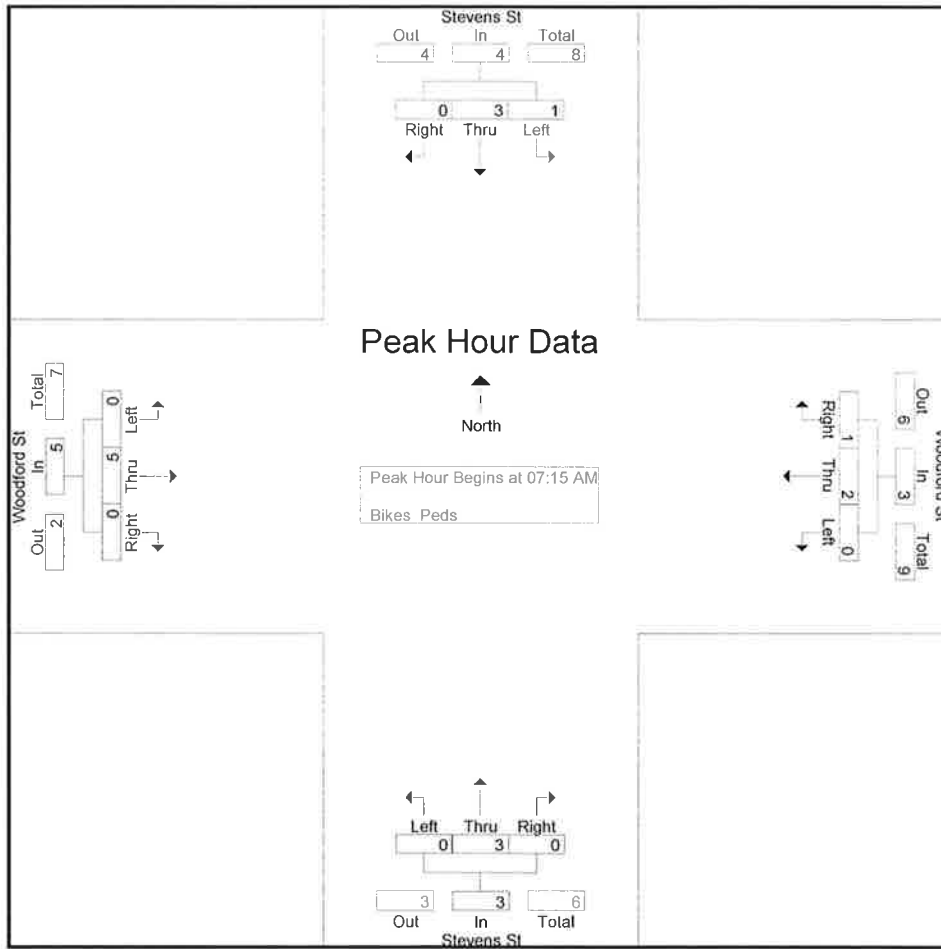 Stevens St
Out In Total
4 4 8
0 3 1
Right Thru Left
Peak Hour Data
North
Peak Hour Begins at 07:15 AM
Bikes Peds
Woodford St
Total In Out
7 5 2
0 5 0
Left Thru Right
Woodford St
Out In Total
6 3 9
1 2 0
Right Thru Left
Left Thru Right
0 3 0
3 3 6
Out In Total
Stevens St